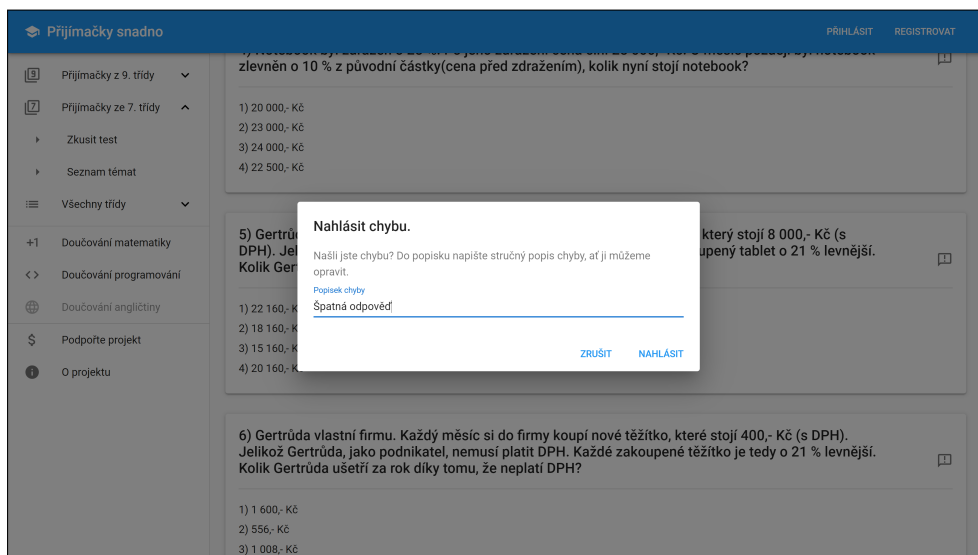 Přijímačky snadno
PŘIHLÁSIT
REGISTROVAT
9
Přijímačky z 9. třídy
7
Přijímačky ze 7. třídy
Zkusit test
Seznam témat
Všechny třídy
+1
Doučování matematiky
Doučování programování
Doučování angličtiny
$
Podpořte projekt
O projektu
zlevněn o 10 % z původní částky(cena před zdražením), kolik nyní stojí notebook?
1) 20 000,- Kč
2) 23 000,- Kč
3) 24 000,- Kč
4) 22 500,- Kč
5) Gertrů
který stojí 8 000,- Kč (s
DPH). Jel
upený tablet o 21 % levnější.
Kolik Ger
1) 22 160,- K
2) 18 160,- K
3) 15 160,- K
4) 20 160,- K
Nahlásit chybu.
Našli jste chybu? Do popisku napište stručný popis chyby, ať ji můžeme
opravit.
Popisek chyby
Špatná odpověď
ZRUŠIT
NAHLÁSIT
6) Gertrůda vlastní firmu. Každý měsíc si do firmy koupí nové těžítko, které stojí 400,- Kč (s DPH).
Jelikož Gertrůda, jako podnikatel, nemusí platit DPH. Každé zakoupené těžítko je tedy o 21 % levnější.
Kolik Gertrůda ušetří za rok díky tomu, že neplatí DPH?
1) 1 600,- Kč
2) 556,- Kč
3) 1 008,- Kč